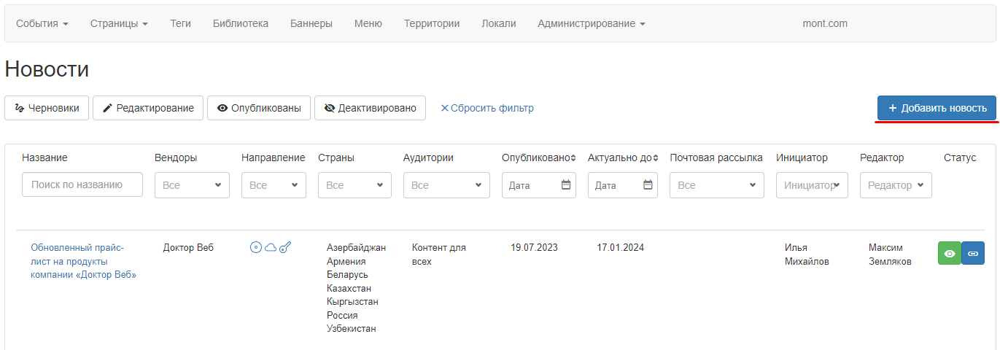 События Страницы Теги Библиотека Баннеры Меню Территории Локали Администрирование mont.com
Новости
Черновики Редактирование Опубликованы Деактивировано Сбросить фильтр + Добавить новость
Название Вендоры Направление Страны Аудитории Опубликовано Актуально до Почтовая рассылка Инициатор Редактор Статус
Поиск по названию Все Все Все Все Дата Дата Все Инициатор Редактор
Обновленный прайс- Доктор Веб Азербайджан Контент для 19.07.2023 17.01.2024 Илья Максим
лист на продукты Армения всех Михайлов Земляков
компании «Доктор Веб» Беларусь
Казахстан
Кыргызстан
Россия
Узбекистан